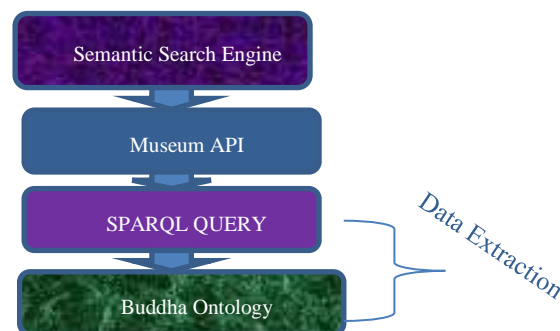 Semantic Search Engine
Museum API
SPARQL QUERY
Data Extraction
Buddha Ontology